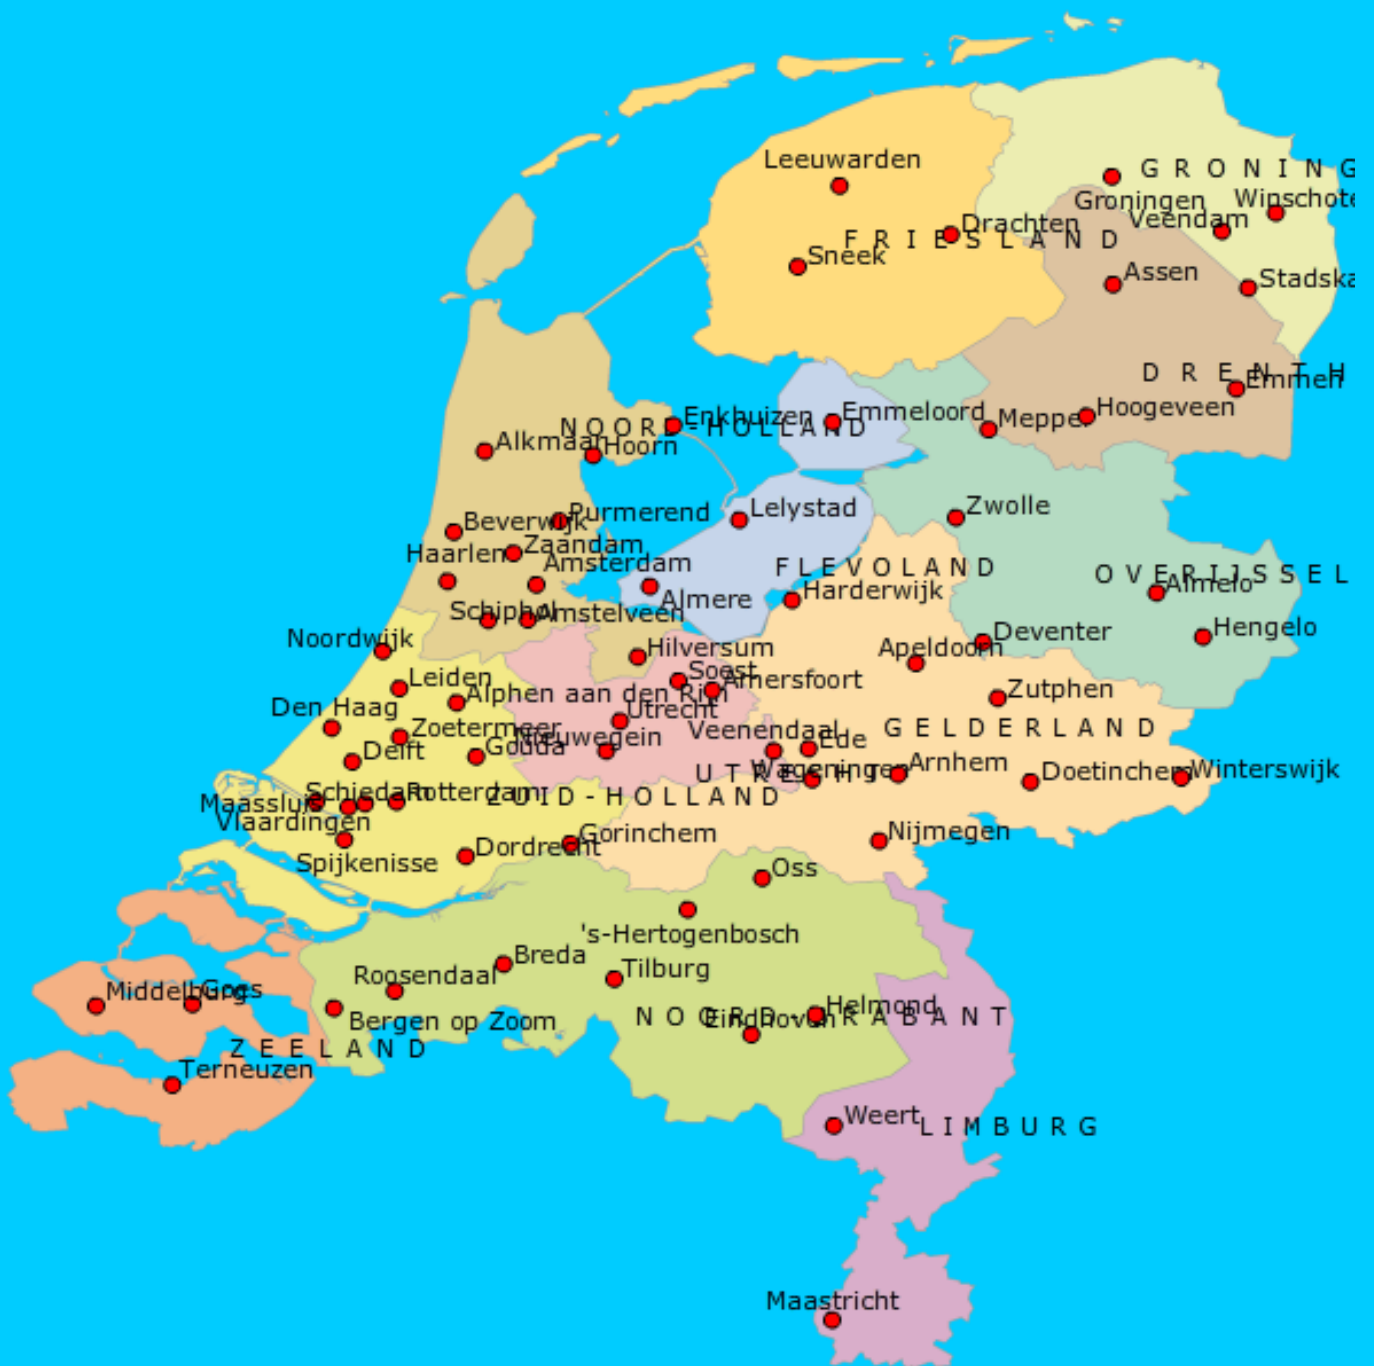 Leeuwarden
G R O N I N G
Groningen
Winschote
Veendam
Drachten
F R I E S L A N D
Sneek
Assen
Stadska
D R E N T H
Emmen
Enkhuizen
Emmeloord
Meppel
Hoogeveen
N O O R D - H O L L A N D
Alkmaar
Hoorn
Zwolle
Lelystad
Purmerend
Beverwijk
Zaandam
Haarlem
Amsterdam
F L E V O L A N D
O V E R I J S S E L
Almelo
Harderwijk
Almere
Schiphol
Amstelveen
Noordwijk
Hilversum
Deventer
Hengelo
Apeldoorn
Leiden
Soest
Amersfoort
Alphen aan den Rijn
Zutphen
Den Haag
Utrecht
Zoetermeer
Veenendaal
G E L D E R L A N D
Nieuwegein
Ede
Delft
Gouda
Arnhem
Wageningen
U T R E C H T
Doetinchem
Winterswijk
Schiedam
Rotterdam
Z U I D - H O L L A N D
Maassluis
Vlaardingen
Gorinchem
Nijmegen
Dordrecht
Spijkenisse
Oss
's-Hertogenbosch
Breda
Tilburg
Roosendaal
Middelburg
Goes
Helmond
N O O R D - B R A B A N T
Eindhoven
Bergen op Zoom
Z E E L A N D
Terneuzen
Weert
L I M B U R G
Maastricht